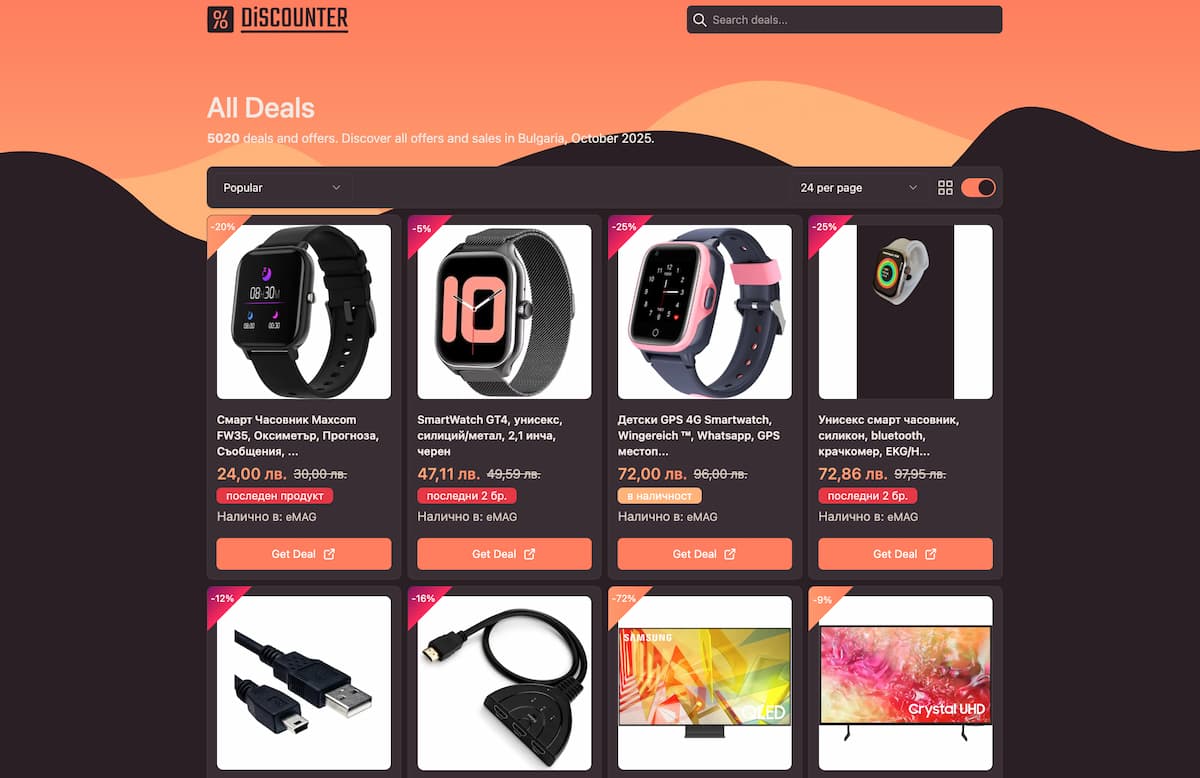 DiSCOUNTER
Search deals...
All Deals
5020 deals and offers. Discover all offers and sales in Bulgaria, October 2025.
Popular
24 per page
-20%
-5%
-25%
-25%
08:30
08:00
00:30
10
Смарт Часовник Maxcom
FW35, Оксиметър, Прогноза,
Съобщения, ...
24,00 лв. 30,00 лв.
последен продукт
Налично в: eMAG
Get Deal
SmartWatch GT4, унисекс,
силиций/метал, 2,1 инча,
черен
47,11 лв. 49,59 лв.
последни 2 бр.
Налично в: eMAG
Get Deal
Детски GPS 4G Smartwatch,
Wingereich ™, Whatsapp, GPS
местоп...
72,00 лв. 96,00 лв.
в наличност
Налично в: eMAG
Get Deal
Унисекс смарт часовник,
силикон, bluetooth,
крачкомер, EKG/H...
72,86 лв. 97,95 лв.
последни 2 бр.
Налично в: eMAG
Get Deal
-12%
-16%
-72%
-9%
SAMSUNG
QLED
Crystal UHD